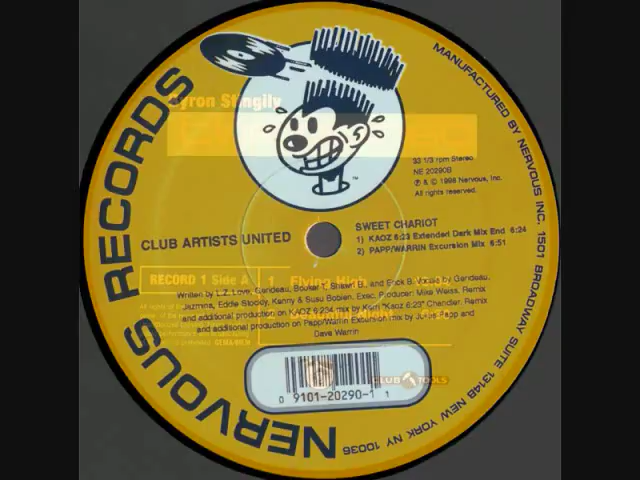 NERVOUS RECORDS
MANUFACTURED BY NERVOUS INC. 1501 BROADWAY SUITE 1314B NEW YORK NY 10036
Byron Stingily
33 1/3 rpm Stereo
NE 20290B
℗ & © 1998 Nervous, Inc.
All rights reserved.
CLUB ARTISTS UNITED
SWEET CHARIOT
1) KAOZ 6:23 Extended Dark Mix End 6:24
2) PAPP/WARRIN Excursion Mix 6:51
RECORD 1 Side A
1 Flying High
Written by L.Z. Love, Gendeau, Booker T, Shawn B. and Erick B. Vocals by Gendeau,
Jazmina, Eddie Stoody, Kenny & Susu Bobien. Exec. Producer: Mike Weiss. Remix
and additional production on KAOZ 6:234 mix by Kerri "Kaoz 6:23" Chandler. Remix
and additional production on Papp/Warrin Excursion mix by John Papp and
Dave Warrin
CLUB TOOLS
0 9101-20290-1 1